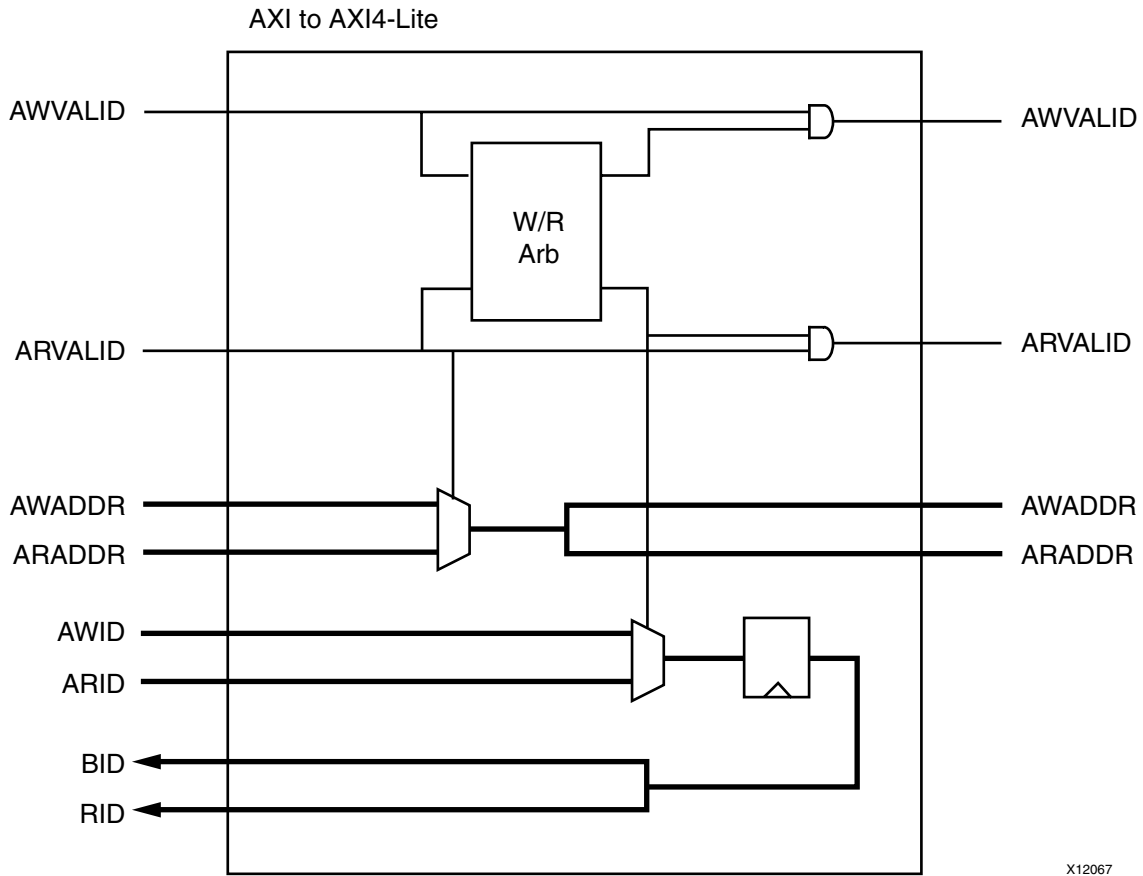 AXI to AXI4-Lite
AWVALID
AWVALID
W/R
Arb
ARVALID
ARVALID
AWADDR
AWADDR
ARADDR
ARADDR
AWID
ARID
BID
RID
X12067